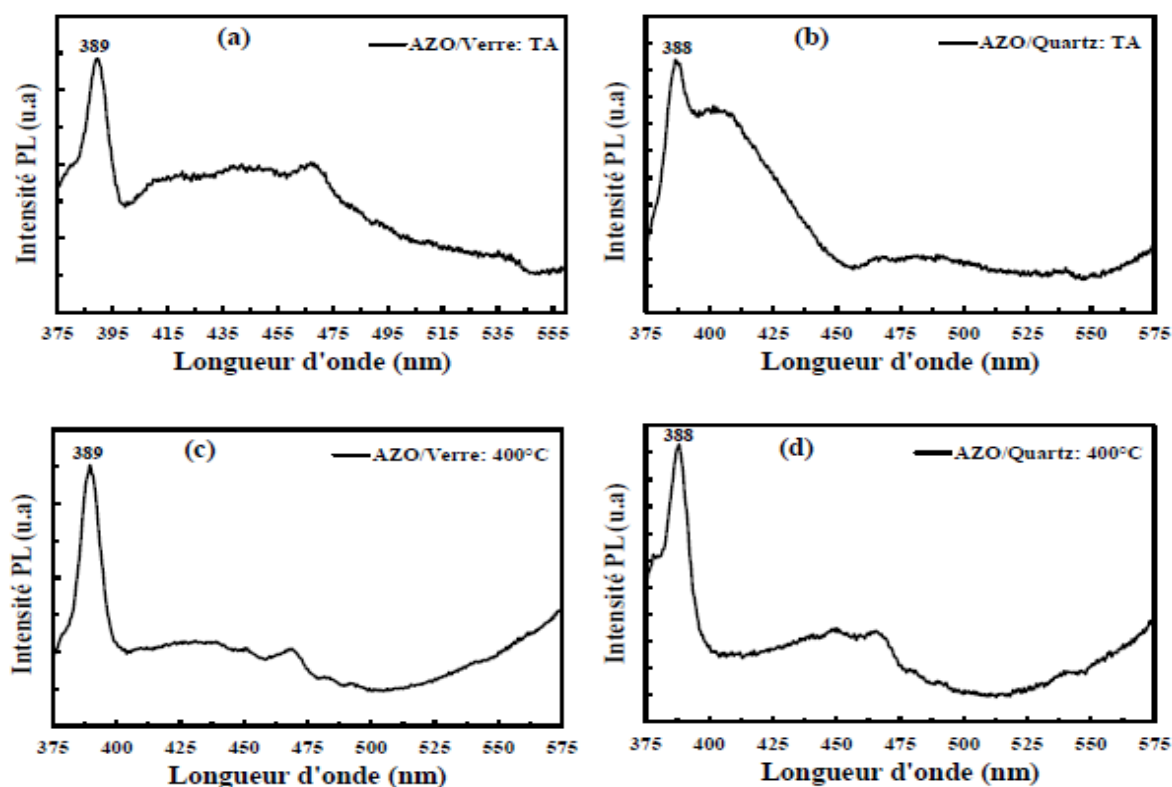 (a)
389
AZO/Verre: TA
Intensité PL (u.a)
375 395 415 435 455 475 495 515 535 555
Longueur d'onde (nm)
(b)
388
AZO/Quartz: TA
Intensité PL (u.a)
375 400 425 450 475 500 525 550 575
Longueur d'onde (nm)
(c)
389
AZO/Verre: 400°C
Intensité PL (u.a)
375 400 425 450 475 500 525 550 575
Longueur d'onde (nm)
(d)
388
AZO/Quartz: 400°C
Intensité PL (u.a)
375 400 425 450 475 500 525 550 575
Longueur d'onde (nm)